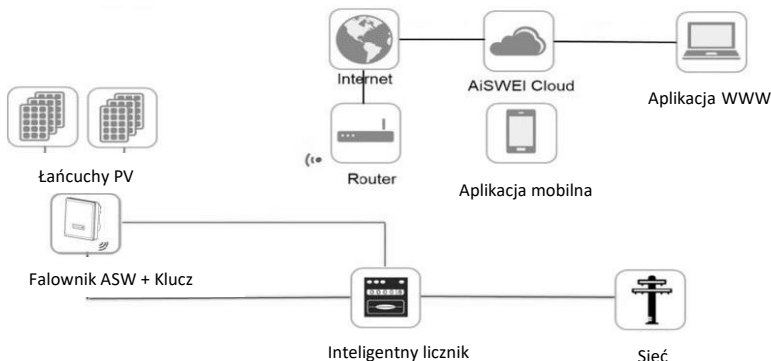 Internet
AiSWEI Cloud
Aplikacja WWW
Łańcuchy PV
Router
Aplikacja mobilna
Falownik ASW + Klucz
Inteligentny licznik
Sieć